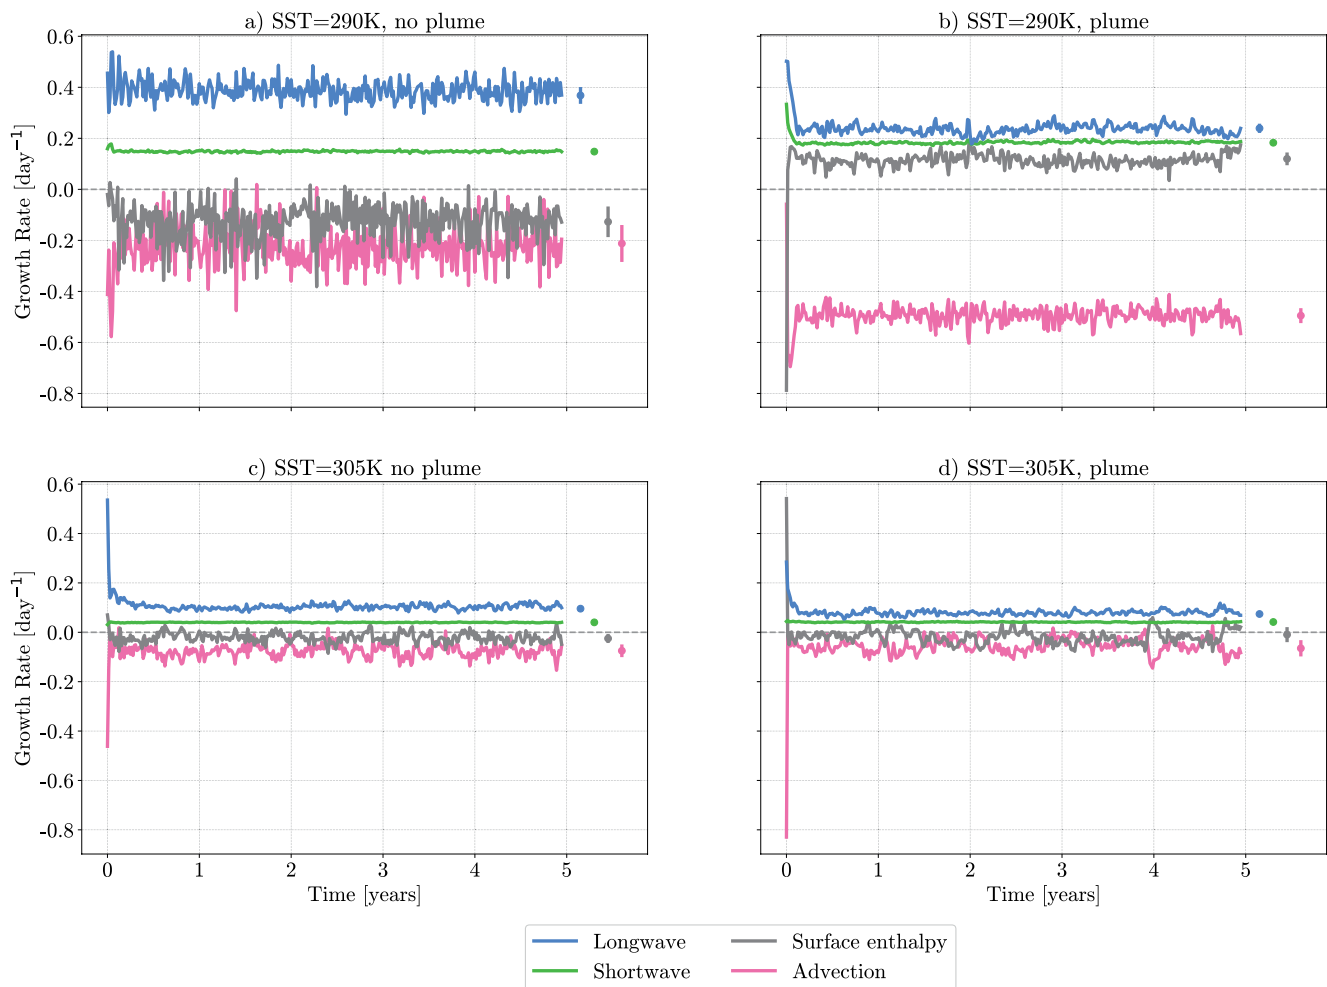 a) SST=290K, no plume
b) SST=290K, plume
0.6
0.4
0.2
0.0
-0.2
-0.4
-0.6
-0.8
Growth Rate [day⁻¹]
c) SST=305K no plume
d) SST=305K, plume
0.6
0.4
0.2
0.0
-0.2
-0.4
-0.6
-0.8
Growth Rate [day⁻¹]
0 1 2 3 4 5
0 1 2 3 4 5
Time [years]
Time [years]
Longwave
Surface enthalpy
Shortwave
Advection